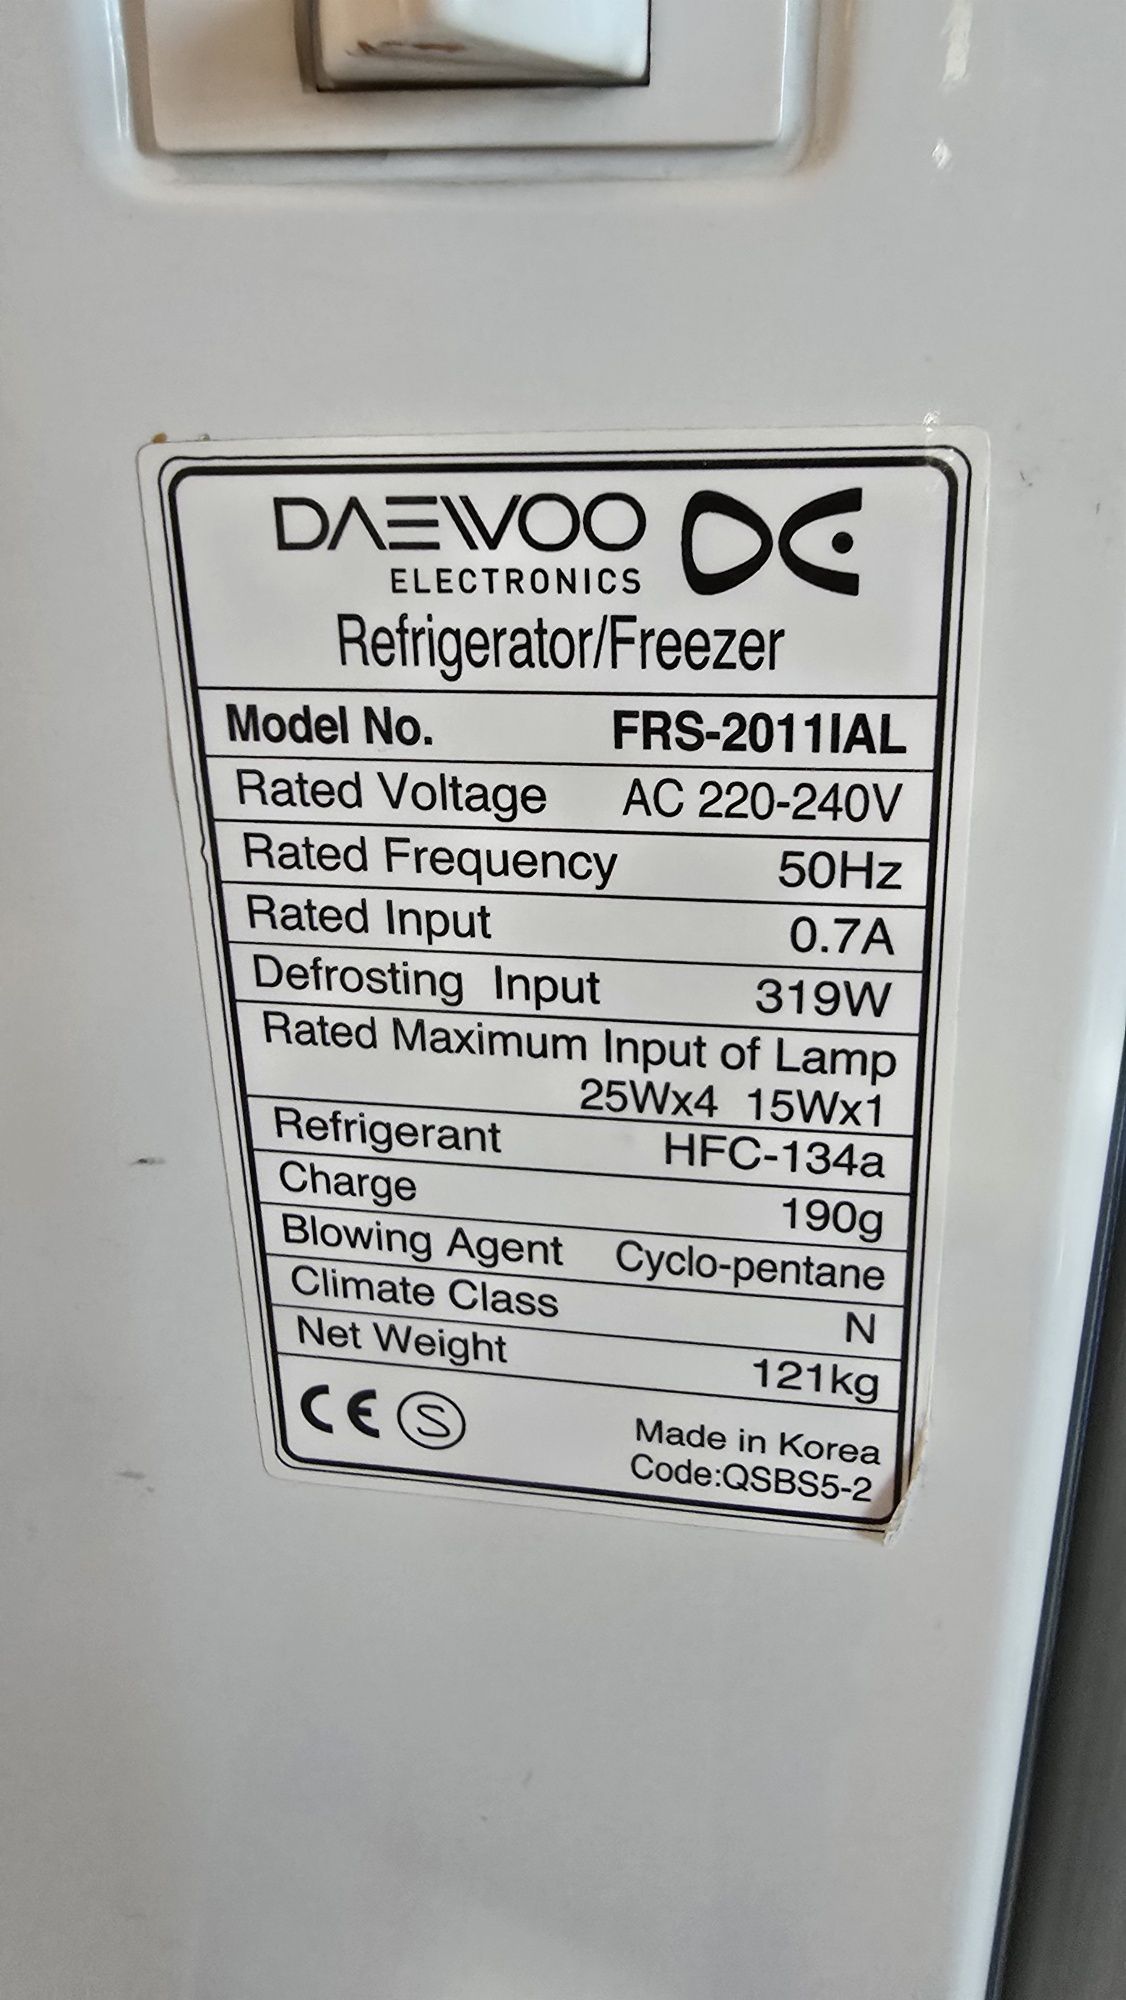 DAEWOO
ELECTRONICS
Refrigerator/Freezer
Model No. FRS-2011IAL
Rated Voltage AC 220-240V
Rated Frequency 50Hz
Rated Input 0.7A
Defrosting Input 319W
Rated Maximum Input of Lamp
25Wx4 15Wx1
Refrigerant HFC-134a
Charge 190g
Blowing Agent Cyclo-pentane
Climate Class N
Net Weight 121kg
CE S
Made in Korea
Code:QSBS5-2